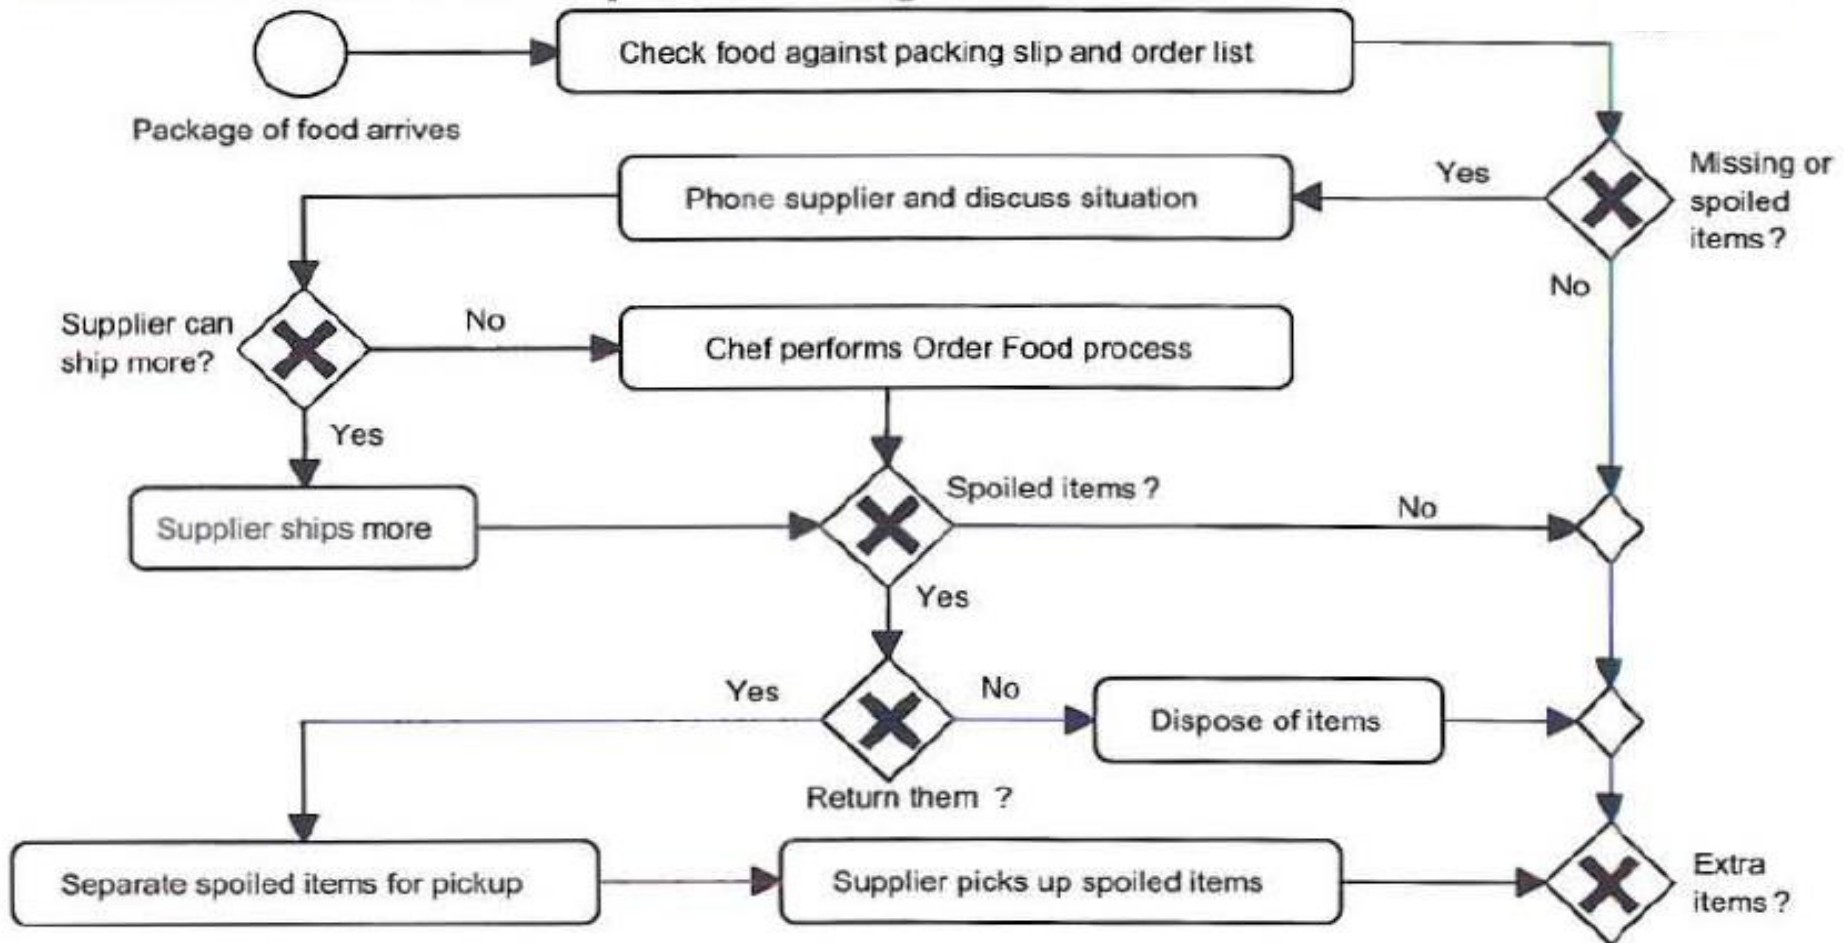 Check food against packing slip and order list
Package of food arrives
Yes
Missing or
spoiled
items?
Phone supplier and discuss situation
No
Supplier can
ship more?
No
Chef performs Order Food process
Yes
Spoiled items?
No
Supplier ships more
Yes
Yes
No
Dispose of items
Return them ?
Separate spoiled items for pickup
Supplier picks up spoiled items
Extra
items?